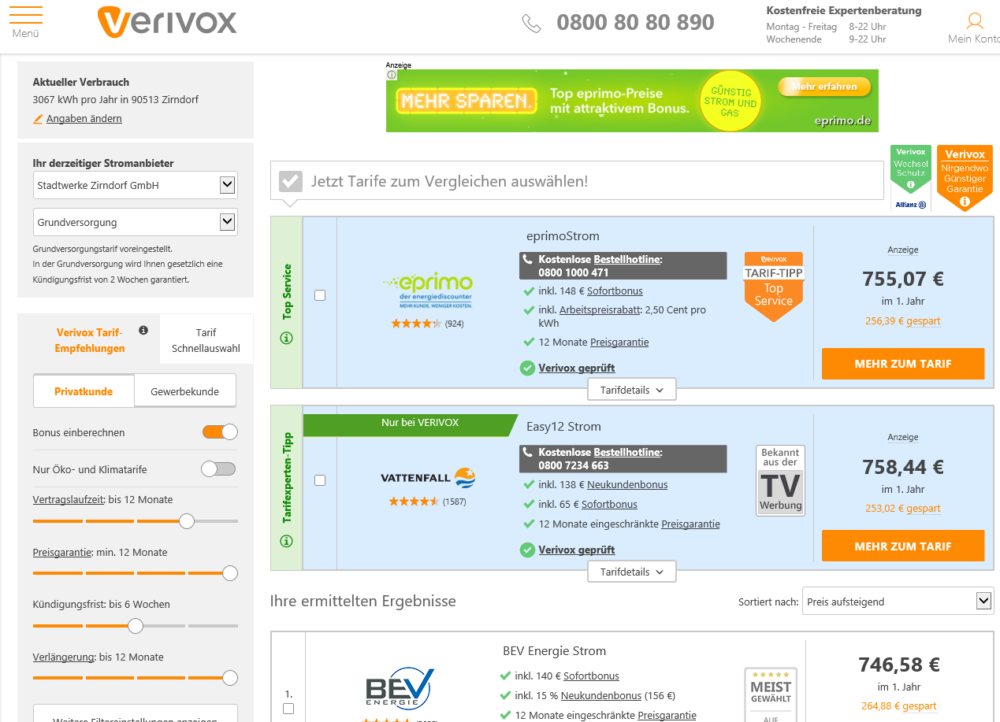 Menü
Verivox
0800 80 80 890
Kostenfreie Expertenberatung
Montag - Freitag 8-22 Uhr
Wochenende 9-22 Uhr
Mein Konto
Aktueller Verbrauch
3067 kWh pro Jahr in 90513 Zirndorf
Angaben ändern
Ihr derzeitiger Stromanbieter
Stadtwerke Zirndorf GmbH
Grundversorgung
Grundversorgungstarif voreingestellt.
In der Grundversorgung wird Ihnen gesetzlich eine
Kündigungsfrist von 2 Wochen garantiert.
Verivox Tarif-
Empfehlungen
Tarif
Schnellauswahl
Privatkunde
Gewerbekunde
Bonus einberechnen
Nur Öko- und Klimatarife
Vertragslaufzeit: bis 12 Monate
Preisgarantie: min. 12 Monate
Kündigungsfrist: bis 6 Wochen
Verlängerung: bis 12 Monate
Weitere Filtereinstellungen anzeigen
Anzeige
MEHR SPAREN.
Top eprimo-Preise
mit attraktivem Bonus.
GÜNSTIG
STROM UND
GAS
Mehr erfahren
eprimo.de
Jetzt Tarife zum Vergleichen auswählen!
Verivox
Wechsel
Schutz
Allianz
Verivox
Nirgendwo
Günstiger
Garantie
Top Service
eprimo
der energiediscounter
MEHR KUNDE. WENIGER KOSTEN.
(924)
eprimoStrom
Kostenlose Bestellhotline:
0800 1000 471
inkl. 148 € Sofortbonus
inkl. Arbeitspreisrabatt: 2,50 Cent pro
kWh
12 Monate Preisgarantie
Verivox geprüft
Tarifdetails
Verivox
TARIF-TIPP
Top
Service
Anzeige
755,07 €
im 1. Jahr
256,39 € gespart
MEHR ZUM TARIF
Tarifexperten-Tipp
Nur bei VERIVOX
VATTENFALL
(1587)
Easy12 Strom
Kostenlose Bestellhotline:
0800 7234 663
inkl. 138 € Neukundenbonus
inkl. 65 € Sofortbonus
12 Monate eingeschränkte Preisgarantie
Verivox geprüft
Tarifdetails
Bekannt
aus der
TV
Werbung
Anzeige
758,44 €
im 1. Jahr
253,02 € gespart
MEHR ZUM TARIF
Ihre ermittelten Ergebnisse
Sortiert nach: Preis aufsteigend
1.
BEV
ENERGIE
BEV Energie Strom
inkl. 140 € Sofortbonus
inkl. 15 % Neukundenbonus (156 €)
12 Monate eingeschränkte Preisgarantie
MEIST
GEWÄHLT
AUF
746,58 €
im 1. Jahr
264,88 € gespart